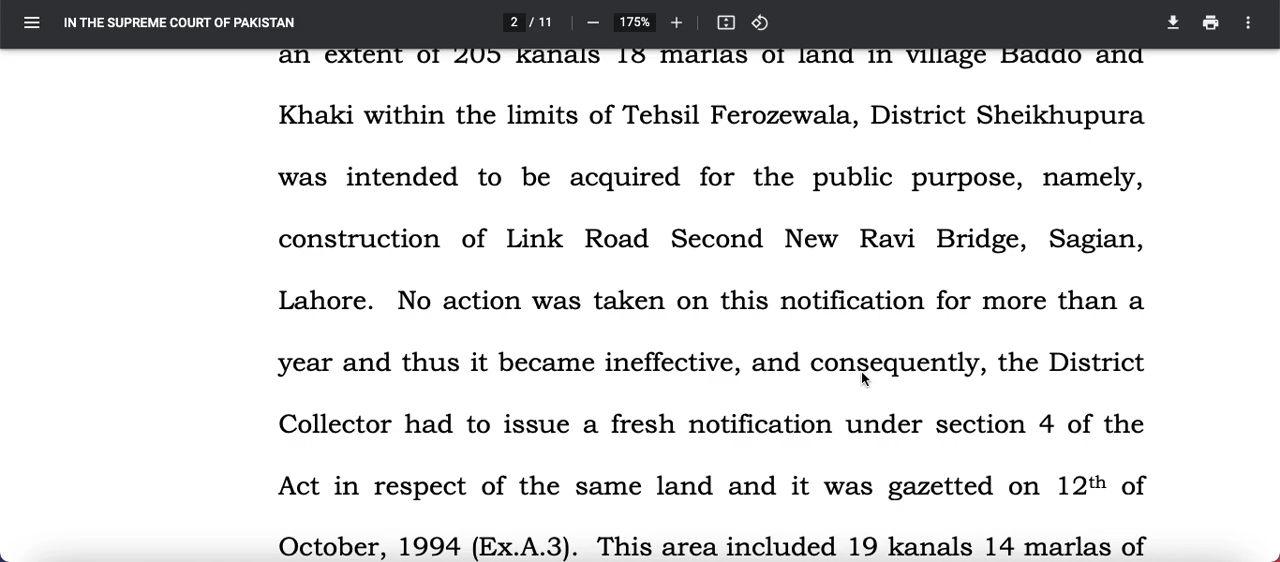 IN THE SUPREME COURT OF PAKISTAN
2 / 11
175%
an extent of 205 kanals 18 marlas of land in village Baddo and
Khaki within the limits of Tehsil Ferozewala, District Sheikhupura
was intended to be acquired for the public purpose, namely,
construction of Link Road Second New Ravi Bridge, Sagian,
Lahore. No action was taken on this notification for more than a
year and thus it became ineffective, and consequently, the District
Collector had to issue a fresh notification under section 4 of the
Act in respect of the same land and it was gazetted on 12th of
October, 1994 (Ex.A.3). This area included 19 kanals 14 marlas of